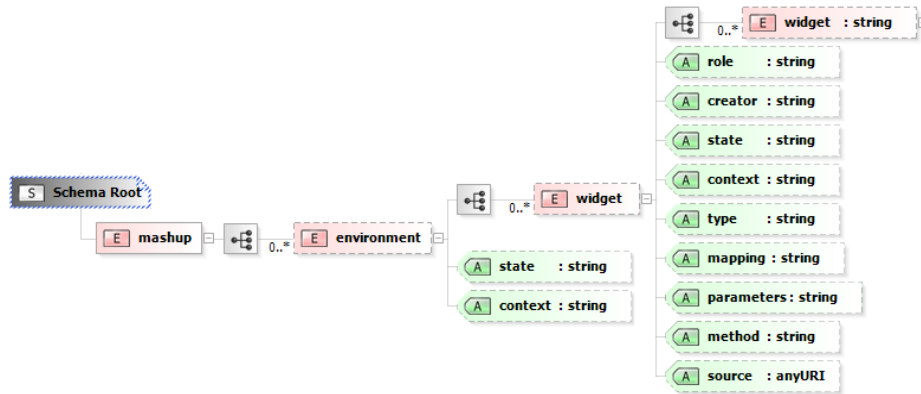 E widget : string
0..*
A role : string
A creator : string
A state : string
S Schema Root
A context : string
E widget
0..*
A type : string
E mashup
E environment
0..*
A mapping : string
A state : string
A parameters : string
A context : string
A method : string
A source : anyURI